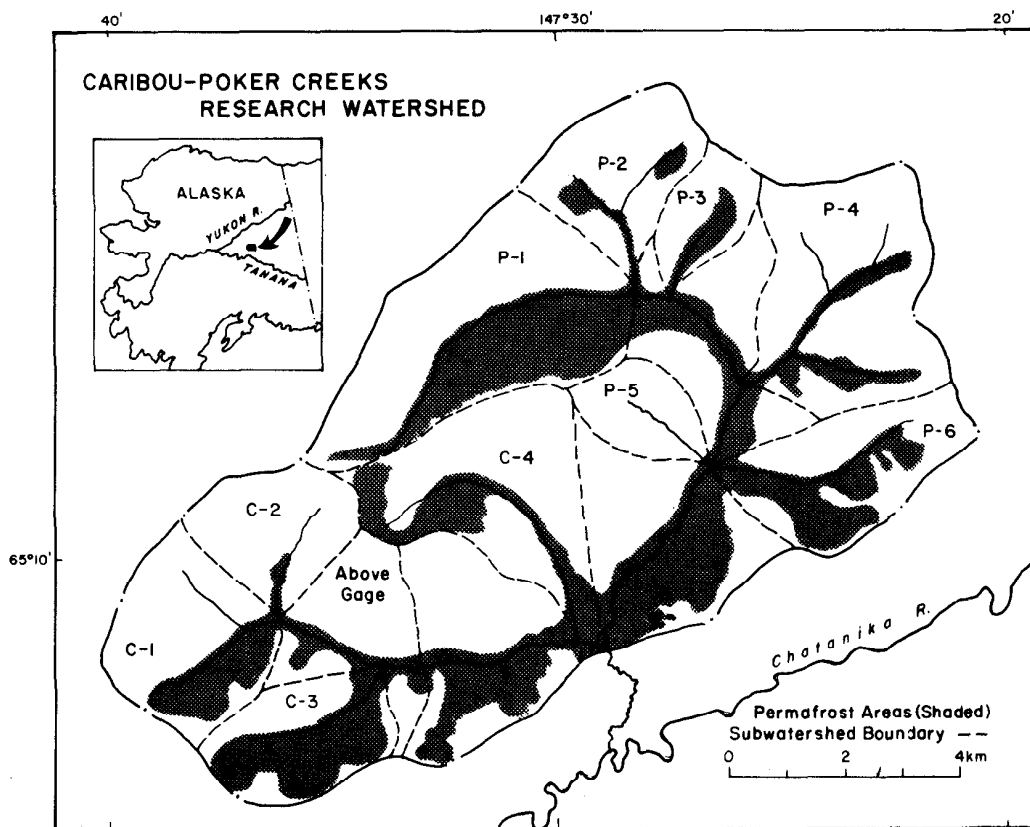 40'
147°30'
20'
CARIBOU-POKER CREEKS
RESEARCH WATERSHED
ALASKA
YUKON R.
TANANA
P-2
P-3
P-4
P-1
P-5
P-6
C-4
C-2
65°10'
Above
Gage
C-1
C-3
Chatanika R.
Permafrost Areas (Shaded)
Subwatershed Boundary --
0 2 4km